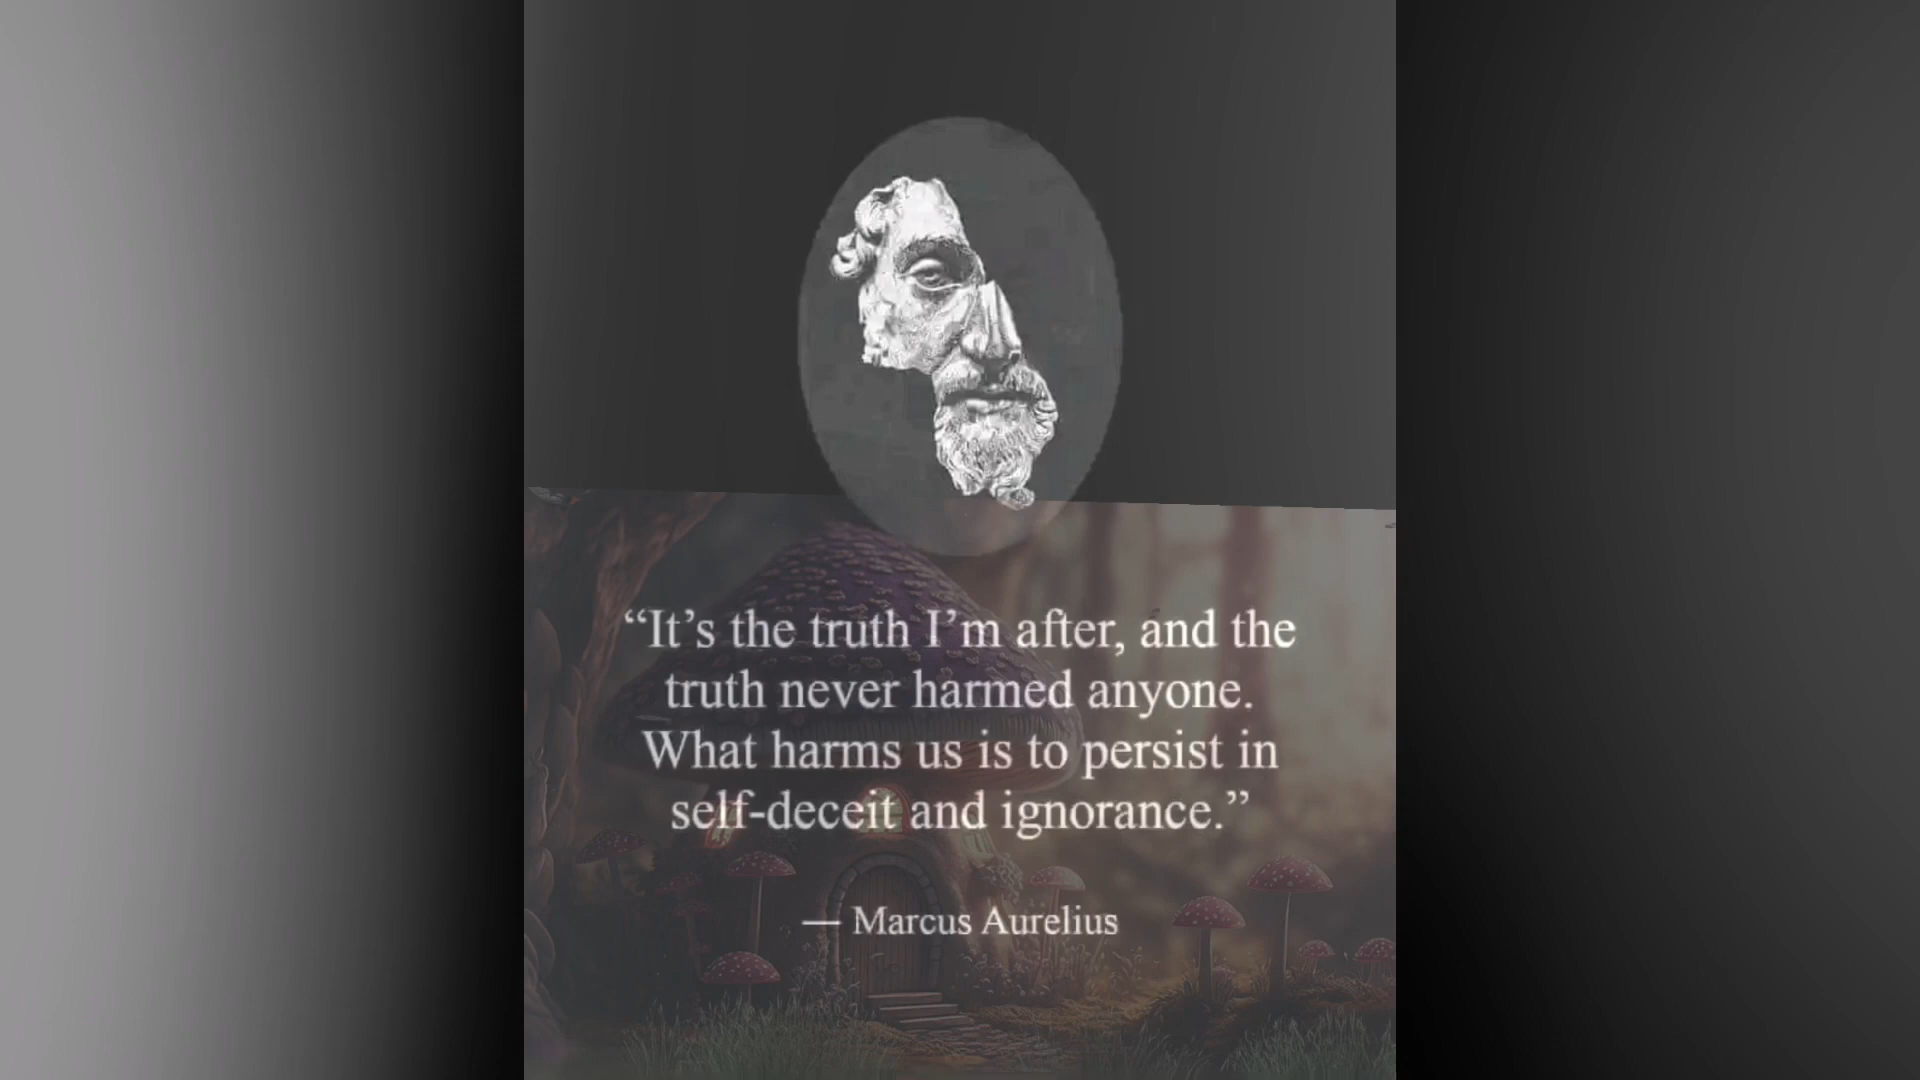 “It’s the truth I’m after, and the
truth never harmed anyone.
What harms us is to persist in
self-deceit and ignorance.”
— Marcus Aurelius